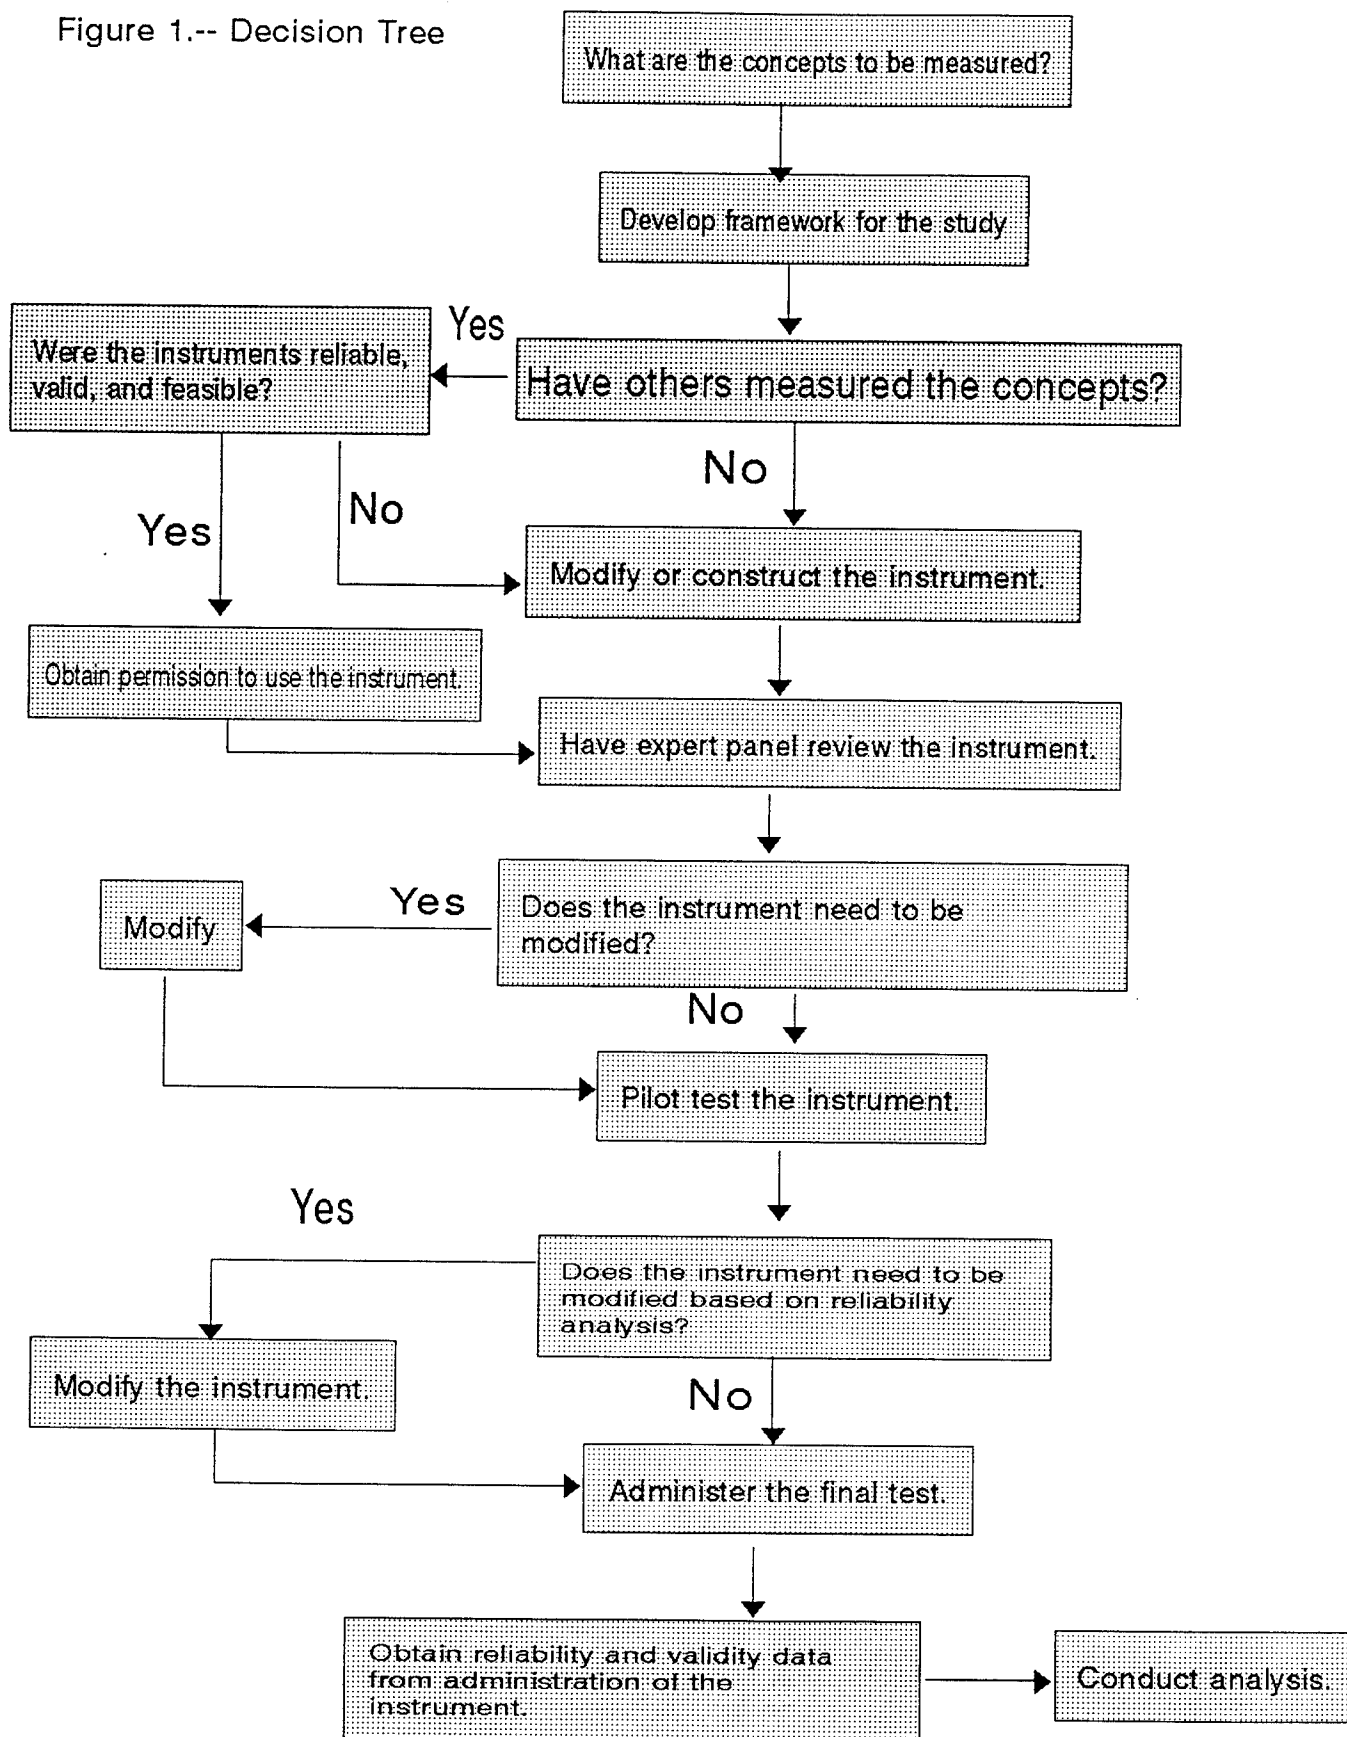 Figure 1.-- Decision Tree
What are the concepts to be measured?
Develop framework for the study
Yes
Were the instruments reliable,
valid, and feasible?
Have others measured the concepts?
No
No
Yes
Modify or construct the instrument.
Obtain permission to use the instrument.
Have expert panel review the instrument.
Yes
Does the instrument need to be
modified?
Modify
No
Pilot test the instrument.
Yes
Does the instrument need to be
modified based on reliability
analysis?
Modify the instrument.
No
Administer the final test.
Obtain reliability and validity data
from administration of the
instrument.
Conduct analysis.